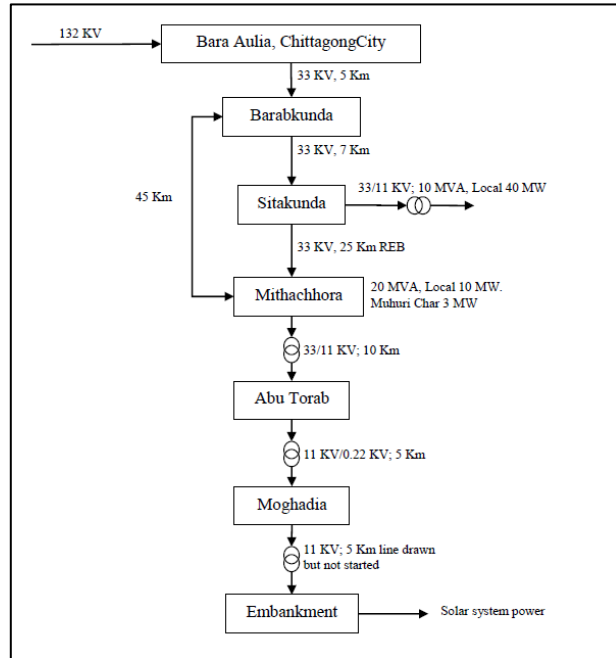 132 KV
Bara Aulia, ChittagongCity
33 KV, 5 Km
Barabkunda
33 KV, 7 Km
45 Km
33/11 KV; 10 MVA, Local 40 MW
Sitakunda
33 KV, 25 Km REB
Mithachhora
20 MVA, Local 10 MW.
Muhuri Char 3 MW
33/11 KV; 10 Km
Abu Torab
11 KV/0.22 KV; 5 Km
Moghadia
11 KV; 5 Km line drawn
but not started
Embankment
Solar system power